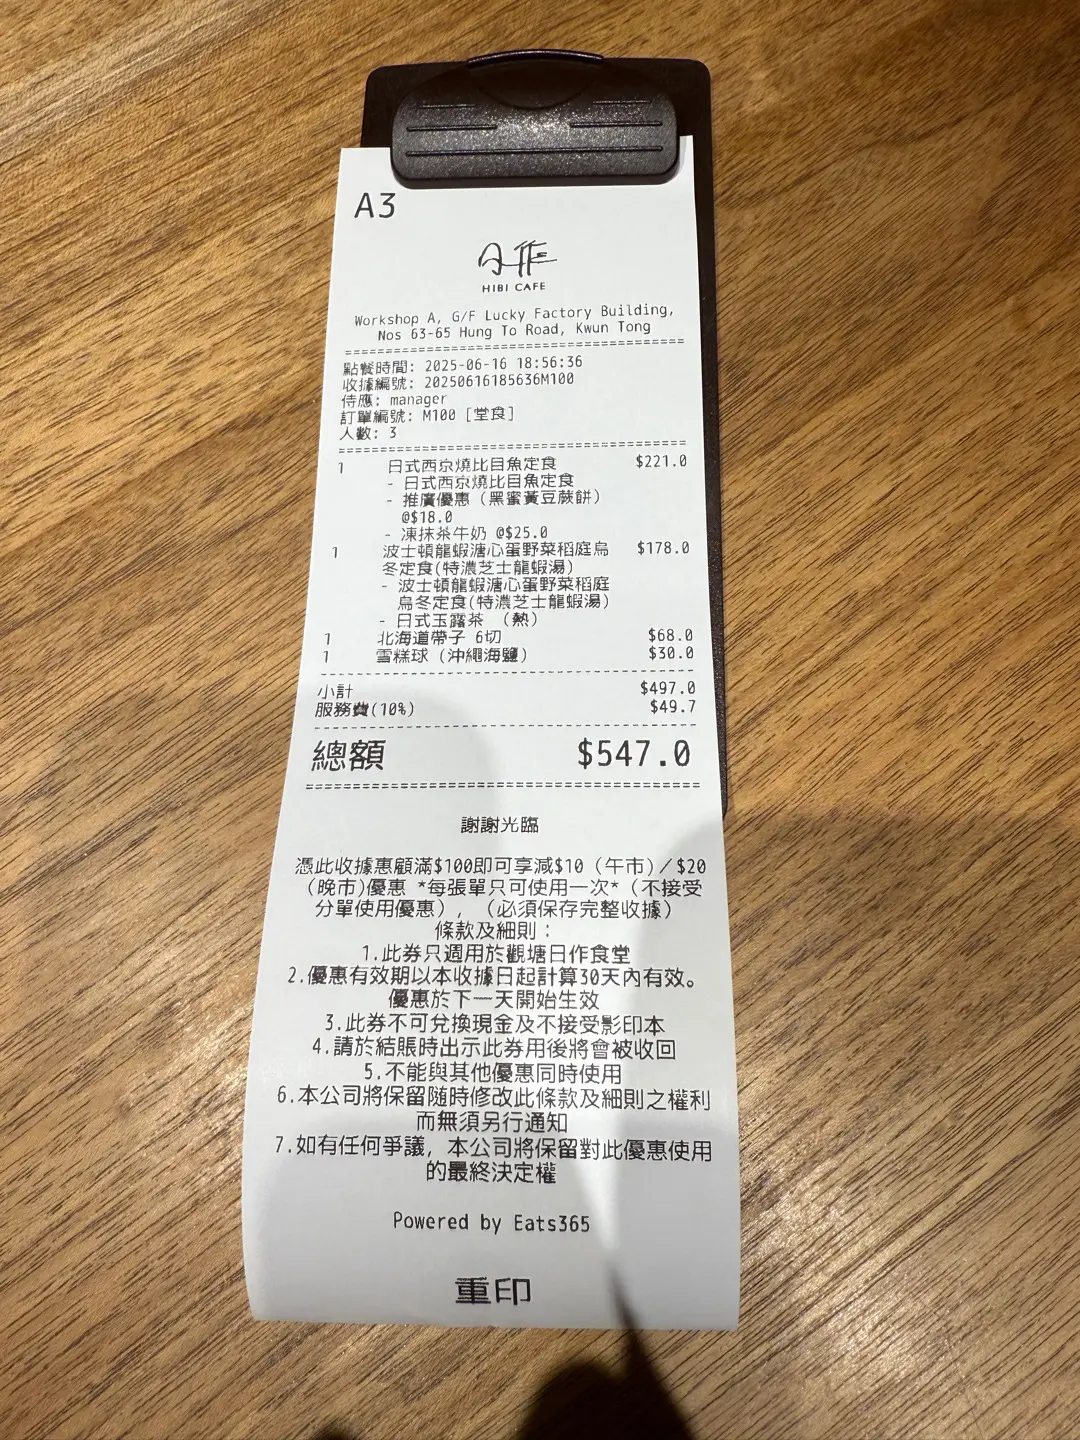 A3
日作
HIBI CAFE
Workshop A, G/F Lucky Factory Building,
Nos 63-65 Hung To Road, Kwun Tong
點餐時間: 2025-06-16 18:56:36
收據編號: 20250616185636M100
侍應: manager
訂單編號: M100 [堂食]
人數: 3
1 日式西京燒比目魚定食 $221.0
- 日式西京燒比目魚定食
- 推廣優惠（黑蜜黃豆蕨餅）
@$18.0
- 凍抹茶牛奶 @$25.0
1 波士頓龍蝦溏心蛋野菜稻庭烏 $178.0
冬定食(特濃芝士龍蝦湯)
- 波士頓龍蝦溏心蛋野菜稻庭
烏冬定食(特濃芝士龍蝦湯)
- 日式玉露茶 （熱）
1 北海道帶子 6切 $68.0
1 雪糕球（沖繩海鹽） $30.0
小計 $497.0
服務費(10%) $49.7
總額 $547.0
謝謝光臨
憑此收據惠顧滿$100即可享減$10（午市)／$20
（晚市)優惠 *每張單只可使用一次*（不接受
分單使用優惠），（必須保存完整收據）
條款及細則：
1.此券只適用於觀塘日作食堂
2.優惠有效期以本收據日起計算30天內有效。
優惠於下一天開始生效
3.此券不可兌換現金及不接受影印本
4.請於結賬時出示此券用後將會被收回
5.不能與其他優惠同時使用
6.本公司將保留隨時修改此條款及細則之權利
而無須另行通知
7.如有任何爭議，本公司將保留對此優惠使用
的最終決定權
Powered by Eats365
重印